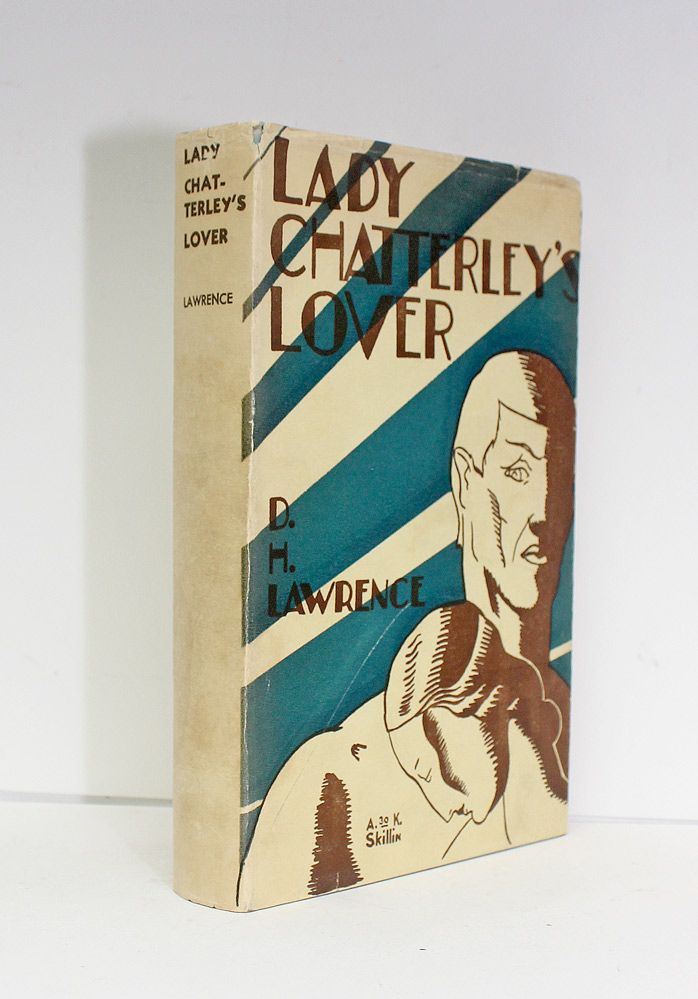 LADY
CHAT-
TERLEY'S
LOVER
LAWRENCE
LADY
CHATTERLEY'S
LOVER
D.
H.
LAWRENCE
A. 30 K.
Skillin